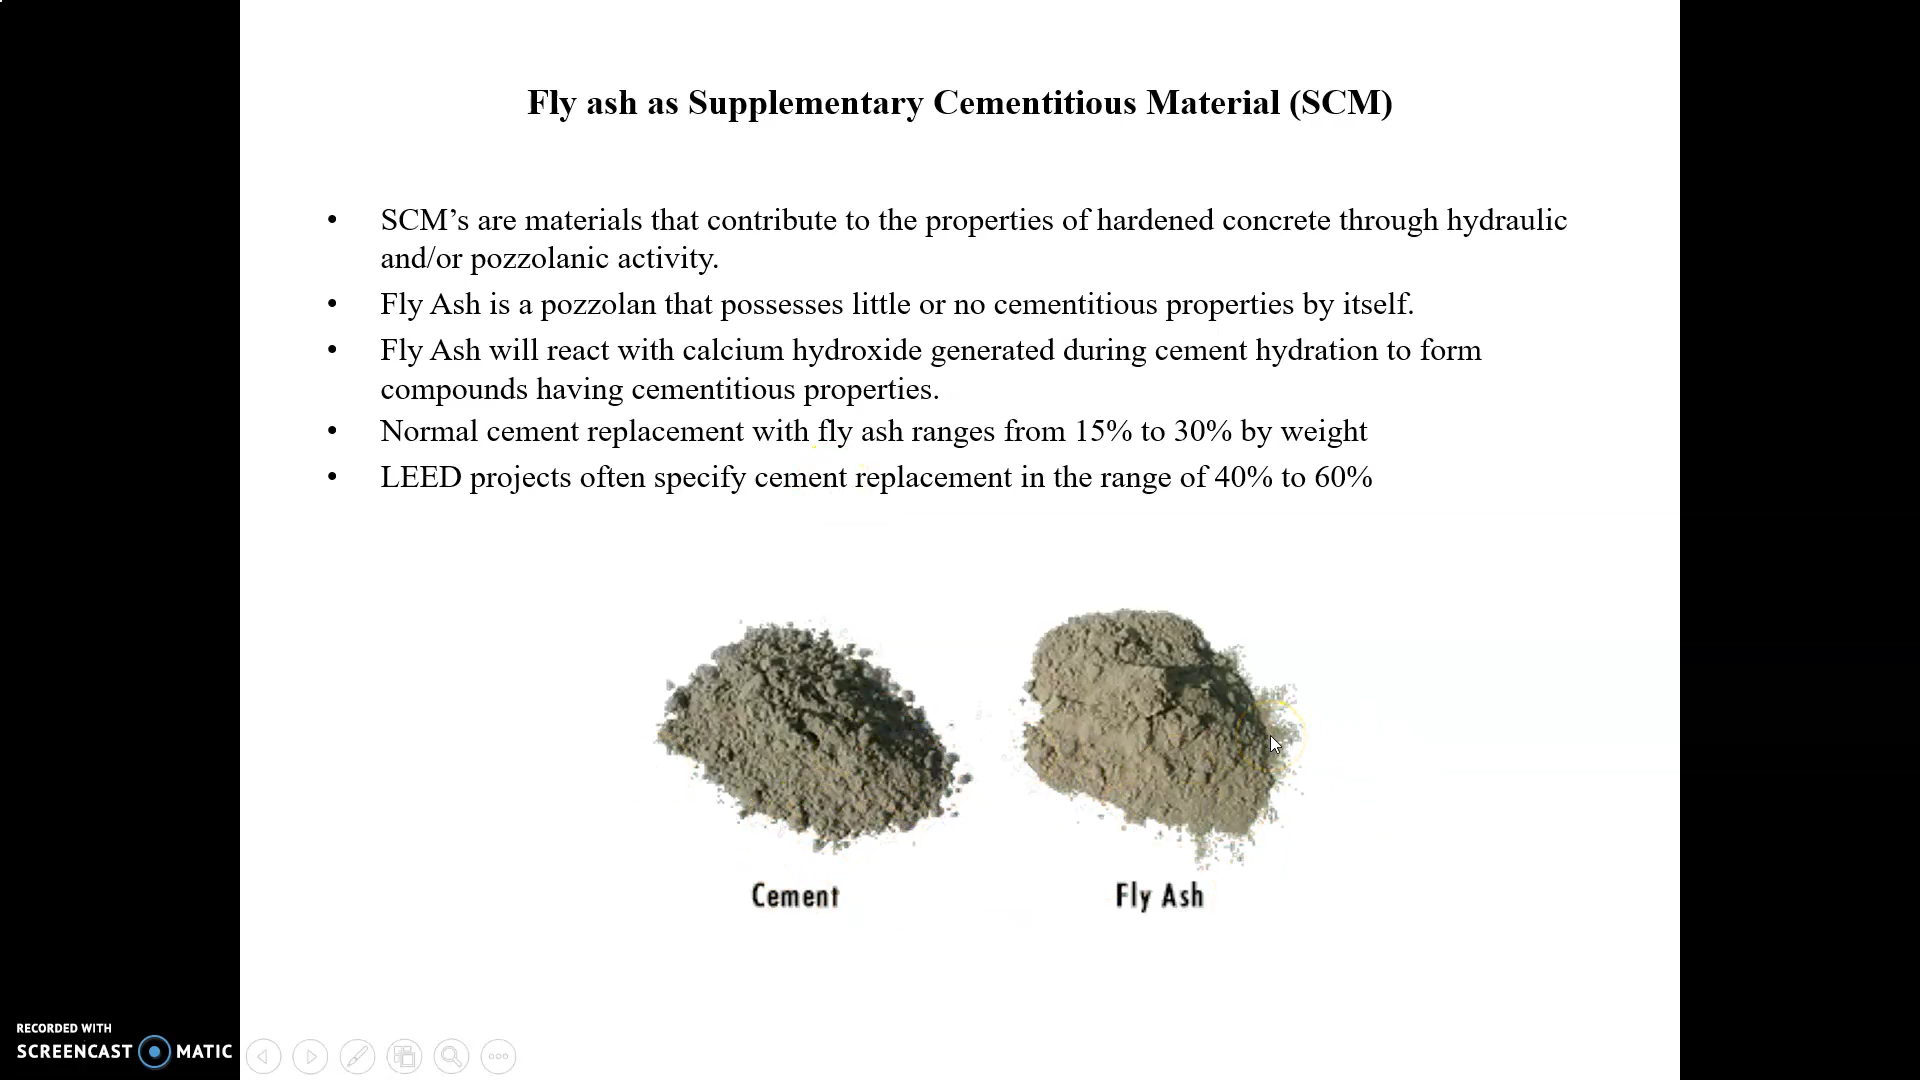 Fly ash as Supplementary Cementitious Material (SCM)
• SCM’s are materials that contribute to the properties of hardened concrete through hydraulic
and/or pozzolanic activity.
• Fly Ash is a pozzolan that possesses little or no cementitious properties by itself.
• Fly Ash will react with calcium hydroxide generated during cement hydration to form
compounds having cementitious properties.
• Normal cement replacement with fly ash ranges from 15% to 30% by weight
• LEED projects often specify cement replacement in the range of 40% to 60%
Cement
Fly Ash
RECORDED WITH
SCREENCAST MATIC